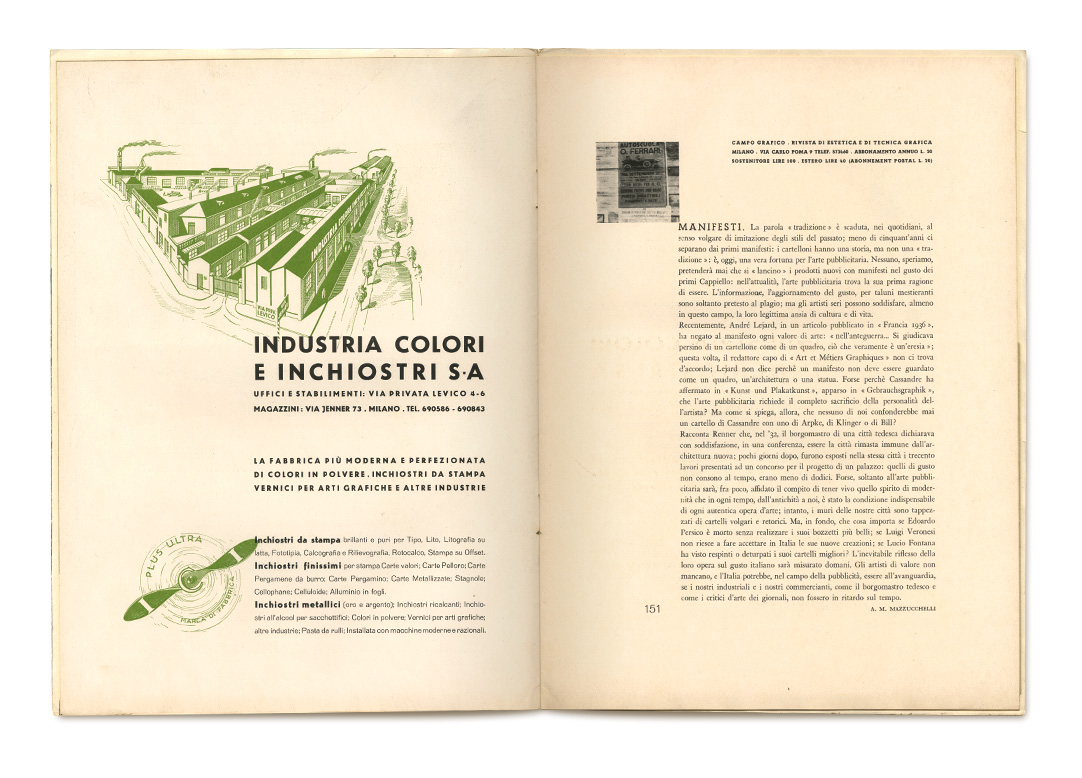 VIA PRIV.
LEVICO
INDUSTRIA COLORI
E INCHIOSTRI S·A
UFFICI E STABILIMENTI: VIA PRIVATA LEVICO 4-6
MAGAZZINI: VIA JENNER 73 . MILANO . TEL. 690586 - 690843
LA FABBRICA PIÙ MODERNA E PERFEZIONATA
DI COLORI IN POLVERE . INCHIOSTRI DA STAMPA
VERNICI PER ARTI GRAFICHE E ALTRE INDUSTRIE
PLUS-ULTRA
MARCA DI FABBRICA
Inchiostri da stampa brillanti e puri per Tipo, Lito, Litografia su
latta, Fototipia, Calcografia e Rilievografia, Rotocalco, Stampe su Offset.
Inchiostri finissimi per stampa Carte valori; Carte Pollore; Carte
Pergamene da burro; Carte Pergamino; Carte Metallizzate; Stagnole;
Cellophane; Celluloide; Alluminio in fogli.
Inchiostri metallici (oro e argento); Inchiostri ricalcanti; Inchio-
stri all'alcool per sacchettifici; Colori in polvere; Vernici per arti grafiche;
altre industrie; Pasta da rulli; Installata con macchine moderne e razionali.
AUTOSCUOLA
O. FERRARI
CAMPO GRAFICO . RIVISTA DI ESTETICA E DI TECNICA GRAFICA
MILANO . VIA CARLO POMA 9 TELEF. 573668 . ABBONAMENTO ANNUO L. 20
SOSTENITORE LIRE 100 . ESTERO LIRE 40 (ABONNEMENT POSTAL L. 20)
MANIFESTI. La parola « tradizione » è scaduta, nei quotidiani, al
senso volgare di imitazione degli stili del passato; meno di cinquant'anni ci
separano dai primi manifesti: i cartelloni hanno una storia, ma non una « tra-
dizione »: è, oggi, una vera fortuna per l'arte pubblicitaria. Nessuno, speriamo,
pretenderà mai che si « lancino » i prodotti nuovi con manifesti nel gusto dei
primi Cappiello: nell'attualità, l'arte pubblicitaria trova la sua prima ragione
di essere. L'informazione, l'aggiornamento del gusto, per taluni mestieranti
sono soltanto pretesto al plagio; ma gli artisti seri possono soddisfare, almeno
in questo campo, la loro legittima ansia di cultura e di vita.
Recentemente, André Lejard, in un articolo pubblicato in « Francia 1936 »,
ha negato al manifesto ogni valore di arte: « nell'anteguerra... Si giudicava
persino di un cartellone come di un quadro, ciò che veramente è un'eresia »;
questa volta, il redattore capo di « Art et Métiers Graphiques » non ci trova
d'accordo; Lejard non dice perchè un manifesto non deve essere guardato
come un quadro, un'architettura o una statua. Forse perchè Cassandre ha
affermato in « Kunst und Plakatkunst », apparso in « Gebrauchsgraphik »,
che l'arte pubblicitaria richiede il completo sacrificio della personalità del-
l'artista? Ma come si spiega, allora, che nessuno di noi confonderebbe mai
un cartello di Cassandre con uno di Arpke, di Klinger o di Bill?
Racconta Renner che, nel '32, il borgomastro di una città tedesca dichiarava
con soddisfazione, in una conferenza, essere la città rimasta immune dall'ar-
chitettura nuova; pochi giorni dopo, furono esposti nella stessa città i trecento
lavori presentati ad un concorso per il progetto di un palazzo: quelli di gusto
non consono al tempo, erano meno di dodici. Forse, soltanto all'arte pubbli-
citaria sarà, fra poco, affidato il compito di tener vivo quello spirito di moder-
nità che in ogni tempo, dall'antichità a noi, è stato la condizione indispensabile
di ogni autentica opera d'arte; intanto, i muri delle nostre città sono tappez-
zati di cartelli volgari e retorici. Ma, in fondo, che cosa importa se Edoardo
Persico è morto senza realizzare i suoi bozzetti più belli; se Luigi Veronesi
non riesce a fare accettare in Italia le sue nuove creazioni; se Lucio Fontana
ha visto respinti o deturpati i suoi cartelli migliori? L'inevitabile riflesso della
loro opera sul gusto italiano sarà misurato domani. Gli artisti di valore non
mancano, e l'Italia potrebbe, nel campo della pubblicità, essere all'avanguardia,
se i nostri industriali e i nostri commercianti, come il borgomastro tedesco e
come i critici d'arte dei giornali, non fossero in ritardo sul tempo.
151
A. M. MAZZUCCHELLI